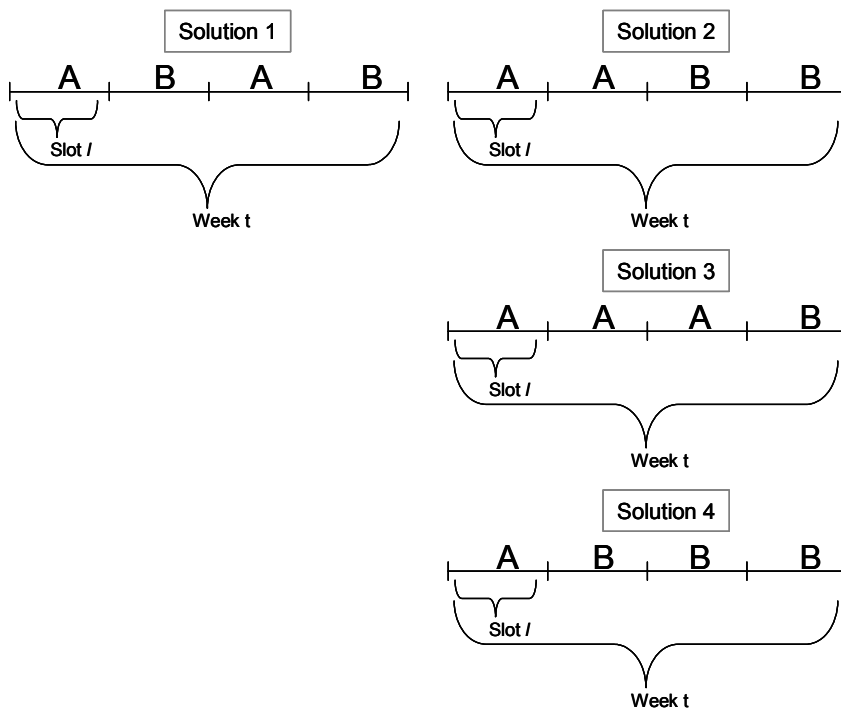 Solution 1
A B A B
Slot l
Week t
Solution 2
A A B B
Slot l
Week t
Solution 3
A A A B
Slot l
Week t
Solution 4
A B B B
Slot l
Week t